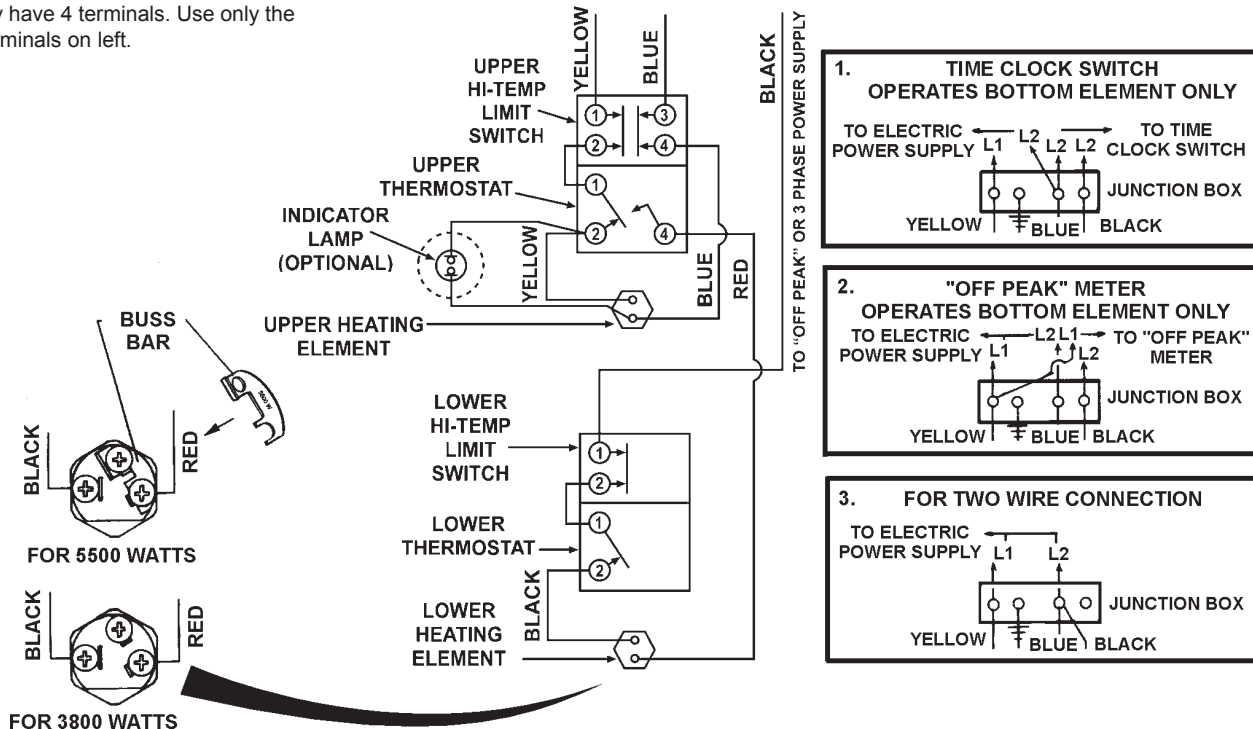 y have 4 terminals. Use only the
minals on left.
YELLOW
BLUE
BLACK
TO "OFF PEAK" OR 3 PHASE POWER SUPPLY
UPPER
HI-TEMP
LIMIT
SWITCH
1
3
2
4
UPPER
THERMOSTAT
1
2
4
INDICATOR
LAMP
(OPTIONAL)
YELLOW
BLUE
RED
UPPER HEATING
ELEMENT
BUSS
BAR
BLACK
RED
FOR 5500 WATTS
BLACK
RED
FOR 3800 WATTS
LOWER
HI-TEMP
LIMIT
SWITCH
1
2
LOWER
THERMOSTAT
1
2
BLACK
LOWER
HEATING
ELEMENT
1. TIME CLOCK SWITCH
OPERATES BOTTOM ELEMENT ONLY
TO ELECTRIC
POWER SUPPLY
L1
L2
L2 L2
TO TIME
CLOCK SWITCH
JUNCTION BOX
YELLOW BLUE BLACK
2. "OFF PEAK" METER
OPERATES BOTTOM ELEMENT ONLY
TO ELECTRIC
POWER SUPPLY
L1
L2 L1
L2
TO "OFF PEAK"
METER
JUNCTION BOX
YELLOW BLUE BLACK
3. FOR TWO WIRE CONNECTION
TO ELECTRIC
POWER SUPPLY
L1 L2
JUNCTION BOX
YELLOW BLUE BLACK